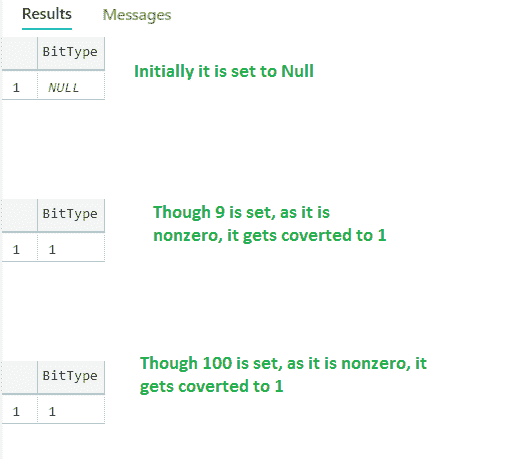 Results Messages
BitType
1 NULL
Initially it is set to Null
BitType
1 1
Though 9 is set, as it is
nonzero, it gets coverted to 1
BitType
1 1
Though 100 is set, as it is nonzero, it
gets coverted to 1